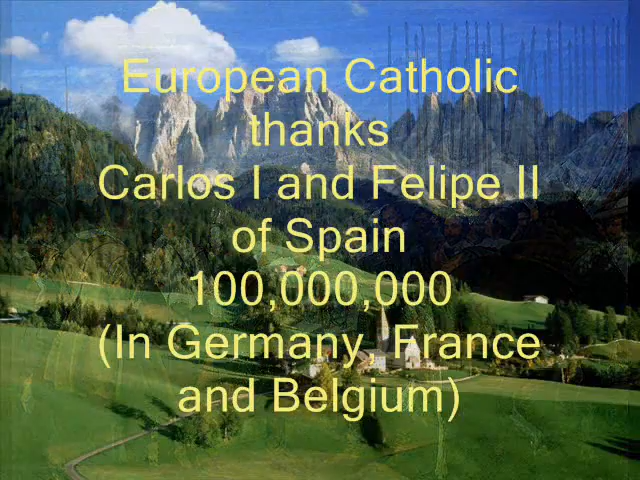 European Catholic
thanks
Carlos I and Felipe II
of Spain
100,000,000
(In Germany, France
and Belgium)